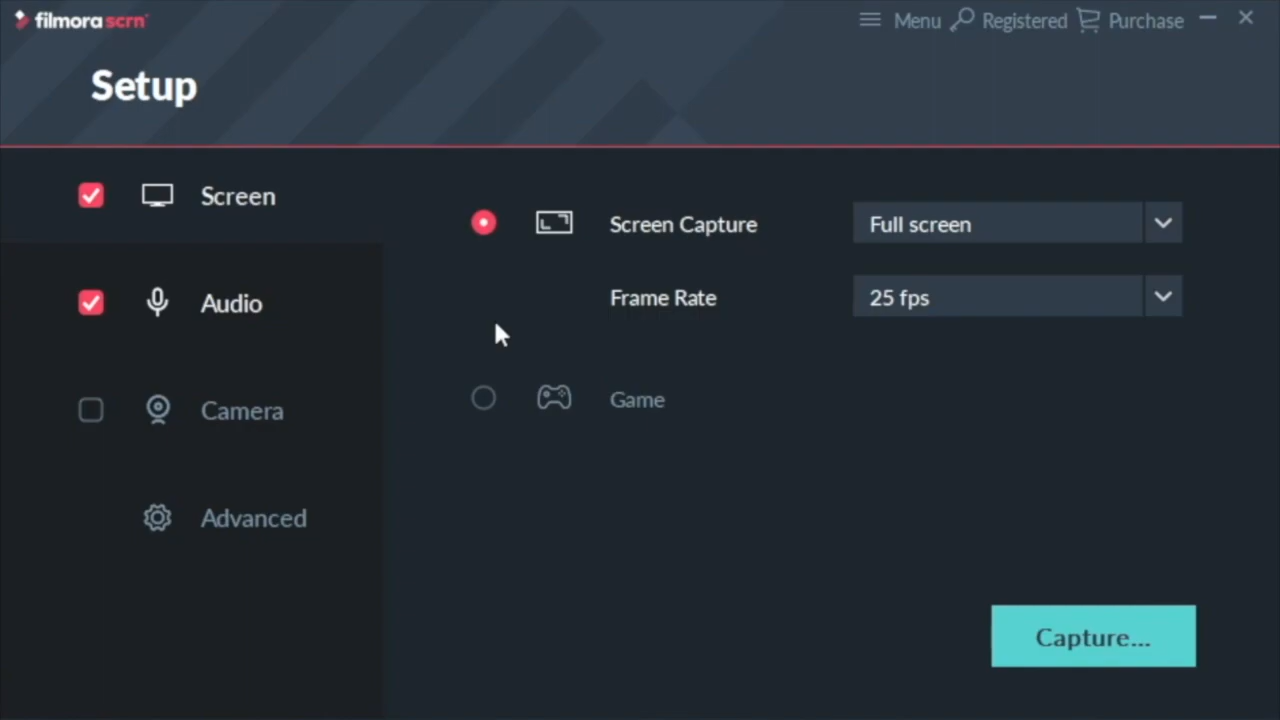 filmora scrn
Menu Registered Purchase
Setup
Screen
Screen Capture Full screen
Audio
Frame Rate 25 fps
Camera
Game
Advanced
Capture...